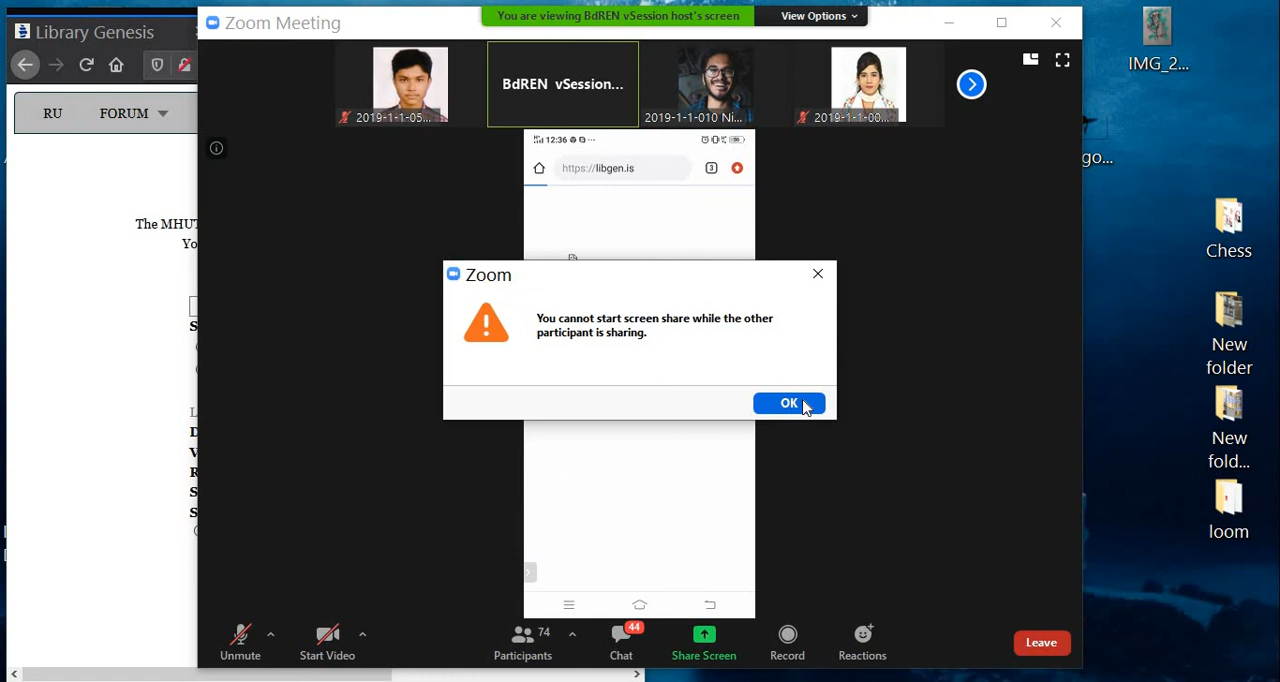 Library Genesis
RU FORUM
The MHUT
Yo
S
L
D
V
R
S
S
Zoom Meeting
You are viewing BdREN vSession host's screen
View Options
2019-1-1-05...
BdREN vSession...
2019-1-1-010 Ni...
2019-1-1-00...
12:36
https://libgen.is
3
Zoom
You cannot start screen share while the other
participant is sharing.
OK
Unmute
Start Video
74
Participants
44
Chat
Share Screen
Record
Reactions
Leave
IMG_2...
go...
Chess
New
folder
New
fold...
loom